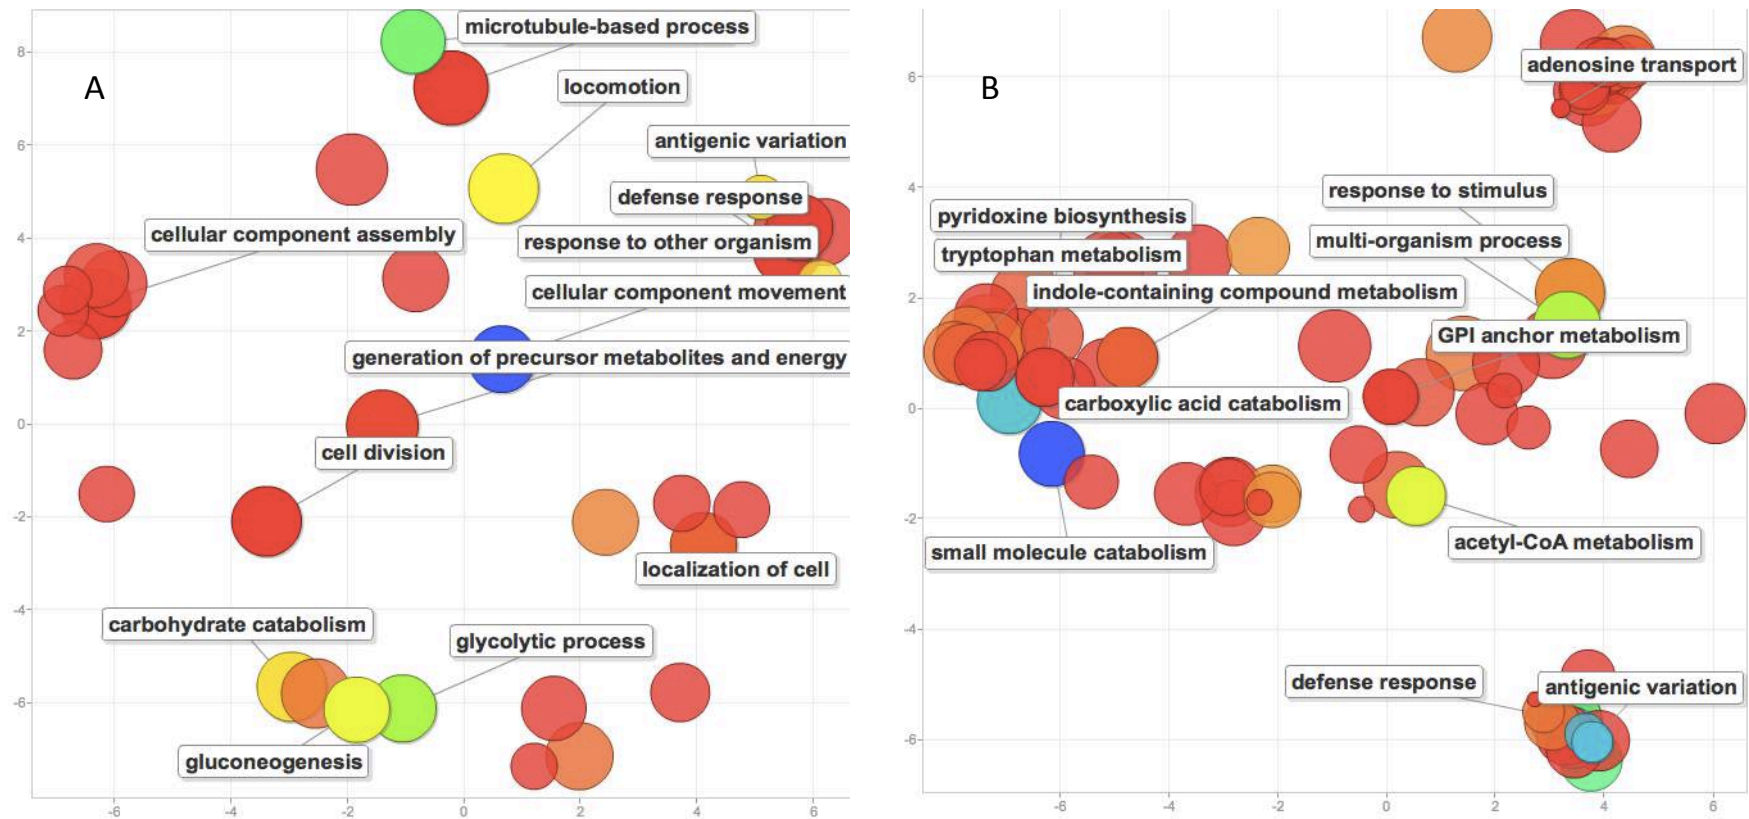 A
microtubule-based process
locomotion
antigenic variation
defense response
response to other organism
cellular component assembly
cellular component movement
generation of precursor metabolites and energy
cell division
localization of cell
carbohydrate catabolism
glycolytic process
gluconeogenesis
8
6
4
2
0
-2
-4
-6
-6
-4
-2
0
2
4
6
B
adenosine transport
response to stimulus
pyridoxine biosynthesis
multi-organism process
tryptophan metabolism
indole-containing compound metabolism
GPI anchor metabolism
carboxylic acid catabolism
acetyl-CoA metabolism
small molecule catabolism
defense response
antigenic variation
6
4
2
0
-2
-4
-6
-6
-4
-2
0
2
4
6